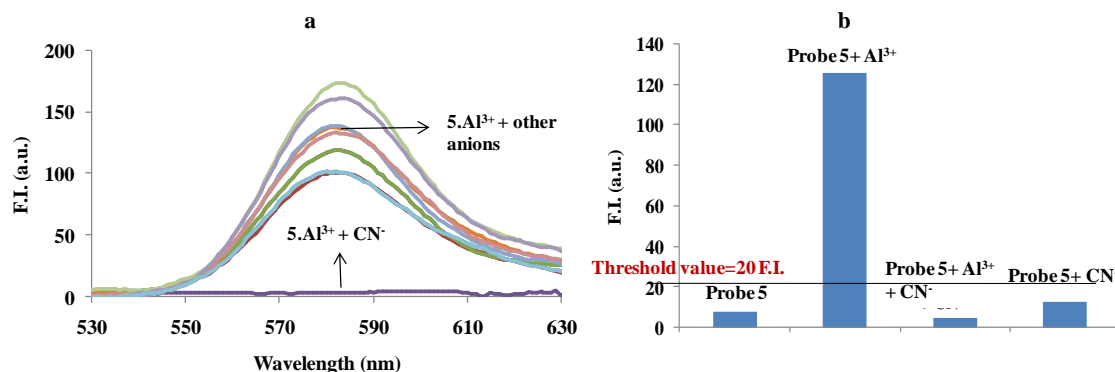 a
200
150
100
50
0
F.I. (a.u.)
530
550
570
590
610
630
Wavelength (nm)
5.Al³⁺ + other
anions
5.Al³⁺ + CN⁻
b
140
120
100
80
60
40
20
0
F.I. (a.u.)
Probe 5+ Al³⁺
Threshold value=20 F.I.
Probe 5
Probe 5+ Al³⁺
+ CN⁻
Probe 5+ CN